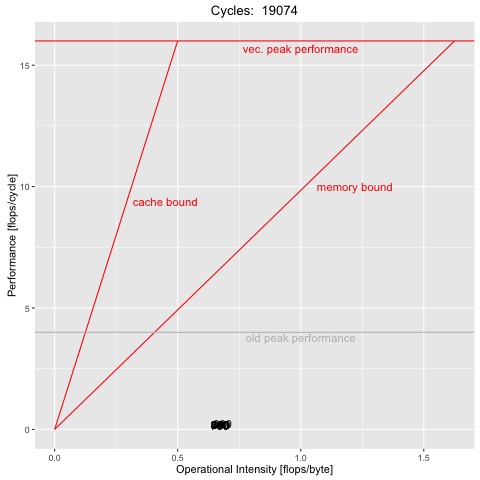 Cycles: 19074
vec. peak performance
cache bound
memory bound
old peak performance
15
10
5
0
Performance [flops/cycle]
0.0
0.5
1.0
1.5
Operational Intensity [flops/byte]